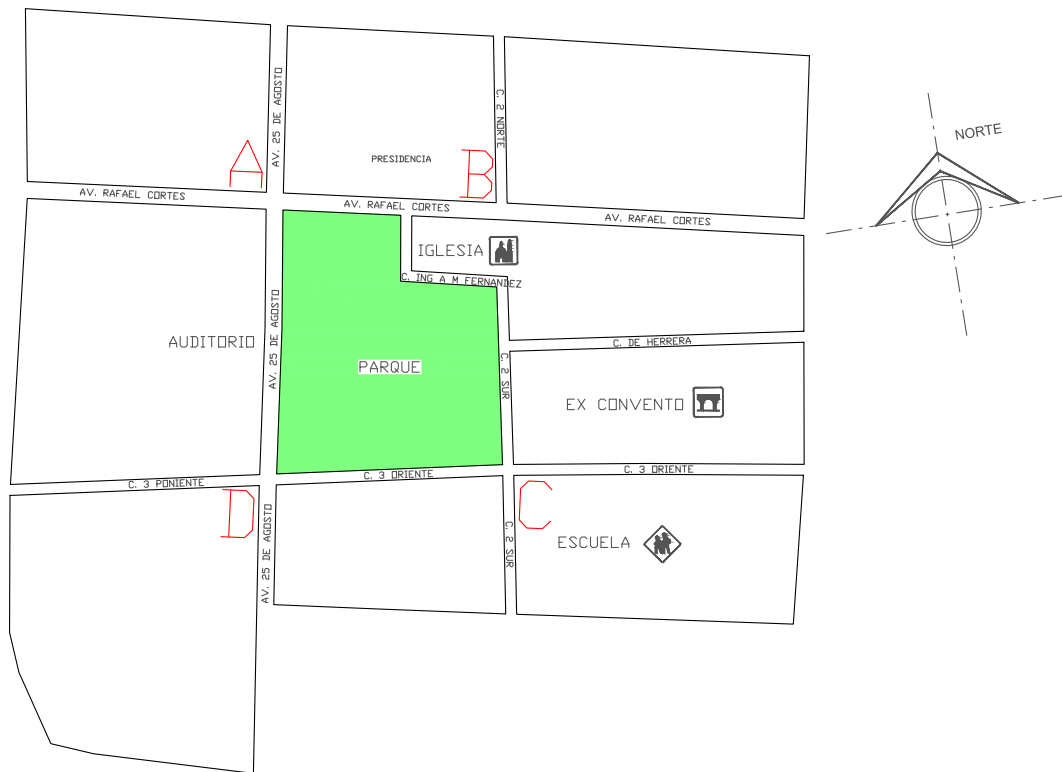 AV. 25 DE AGOSTO
C. 2 NORTE
NORTE
A
PRESIDENCIA
B
AV. RAFAEL CORTES
AV. RAFAEL CORTES
AV. RAFAEL CORTES
IGLESIA
C. ING A M FERNANDEZ
AV. 25 DE AGOSTO
AUDITORIO
C. DE HERRERA
PARQUE
C. 2 SUR
EX CONVENTO
C. 3 PONIENTE
C. 3 ORIENTE
C. 3 ORIENTE
D
C
AV. 25 DE AGOSTO
C. 2 SUR
ESCUELA